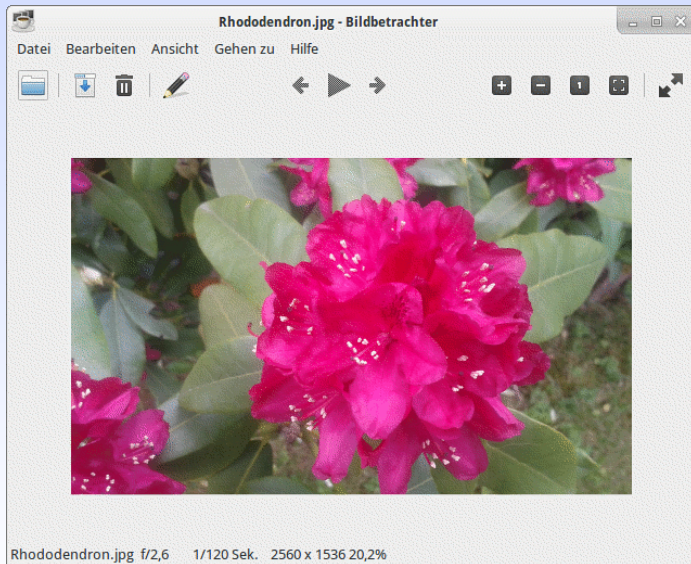 Rhododendron.jpg - Bildbetrachter
Datei Bearbeiten Ansicht Gehen zu Hilfe
1
Rhododendron.jpg f/2,6 1/120 Sek. 2560 x 1536 20,2%